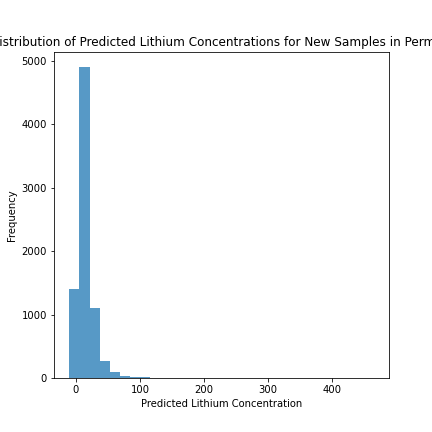 istribution of Predicted Lithium Concentrations for New Samples in Perm
5000
4000
3000
2000
1000
0
Frequency
0 100 200 300 400
Predicted Lithium Concentration